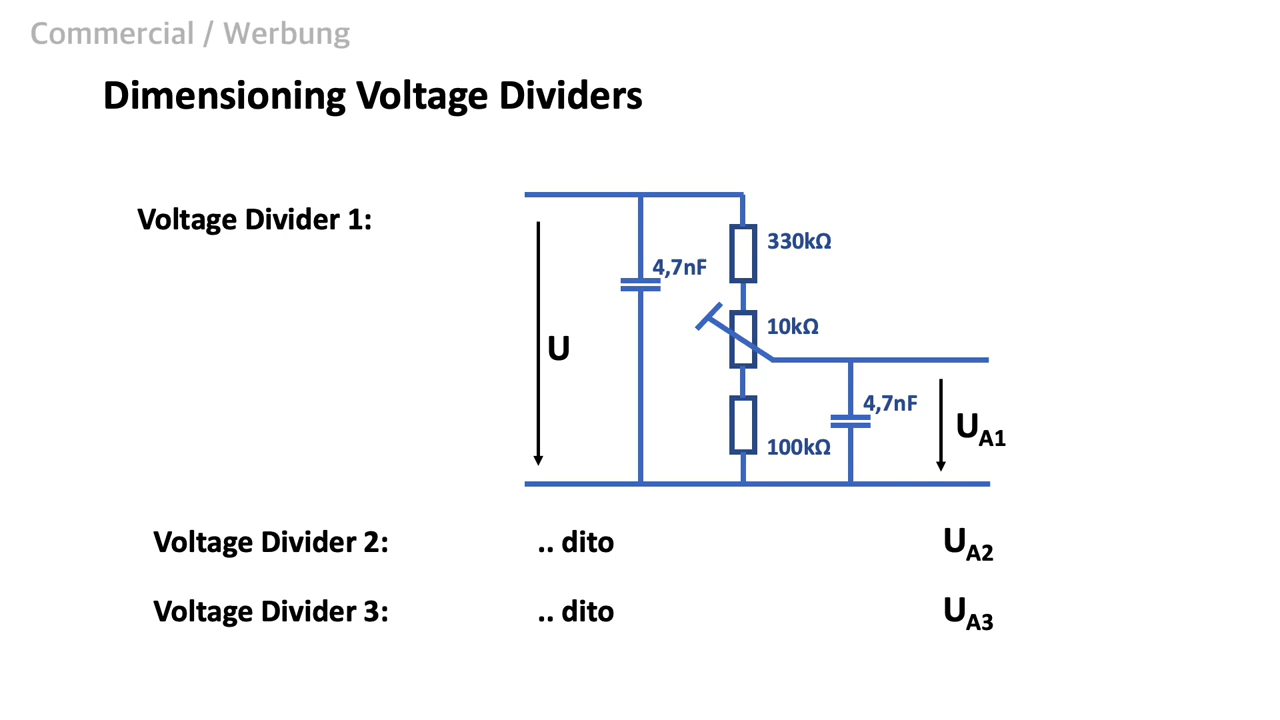 Commercial / Werbung
Dimensioning Voltage Dividers
Voltage Divider 1:
330kΩ
4,7nF
10kΩ
U
4,7nF
UA1
100kΩ
Voltage Divider 2: .. dito UA2
Voltage Divider 3: .. dito UA3